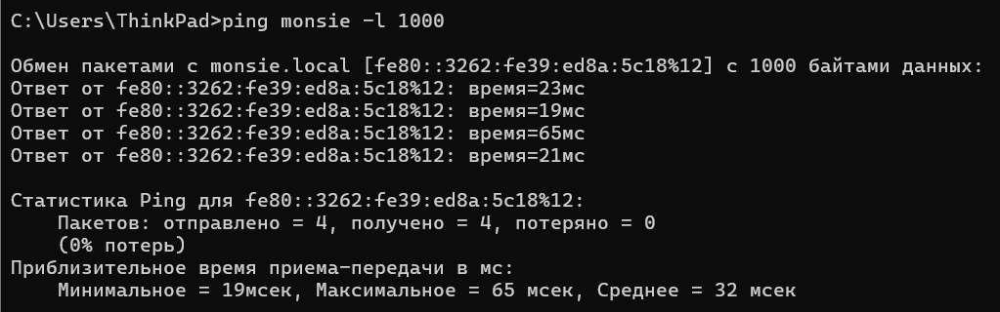 C:\Users\ThinkPad>ping monsie -l 1000
Обмен пакетами с monsie.local [fe80::3262:fe39:ed8a:5c18%12] с 1000 байтами данных:
Ответ от fe80::3262:fe39:ed8a:5c18%12: время=23мс
Ответ от fe80::3262:fe39:ed8a:5c18%12: время=19мс
Ответ от fe80::3262:fe39:ed8a:5c18%12: время=65мс
Ответ от fe80::3262:fe39:ed8a:5c18%12: время=21мс
Статистика Ping для fe80::3262:fe39:ed8a:5c18%12:
    Пакетов: отправлено = 4, получено = 4, потеряно = 0
    (0% потерь)
Приблизительное время приема-передачи в мс:
    Минимальное = 19мсек, Максимальное = 65 мсек, Среднее = 32 мсек